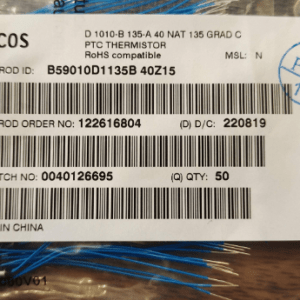 COS
D 1010-B 135-A 40 NAT 135 GRAD C
PTC THERMISTOR
RoHS compatible
MSL: N
ROD ID: B59010D1135B 40Z15
ROD ORDER NO: 122616804 (D) D/C: 220819
TCH NO: 0040126695 (Q) QTY: 50
IN CHINA